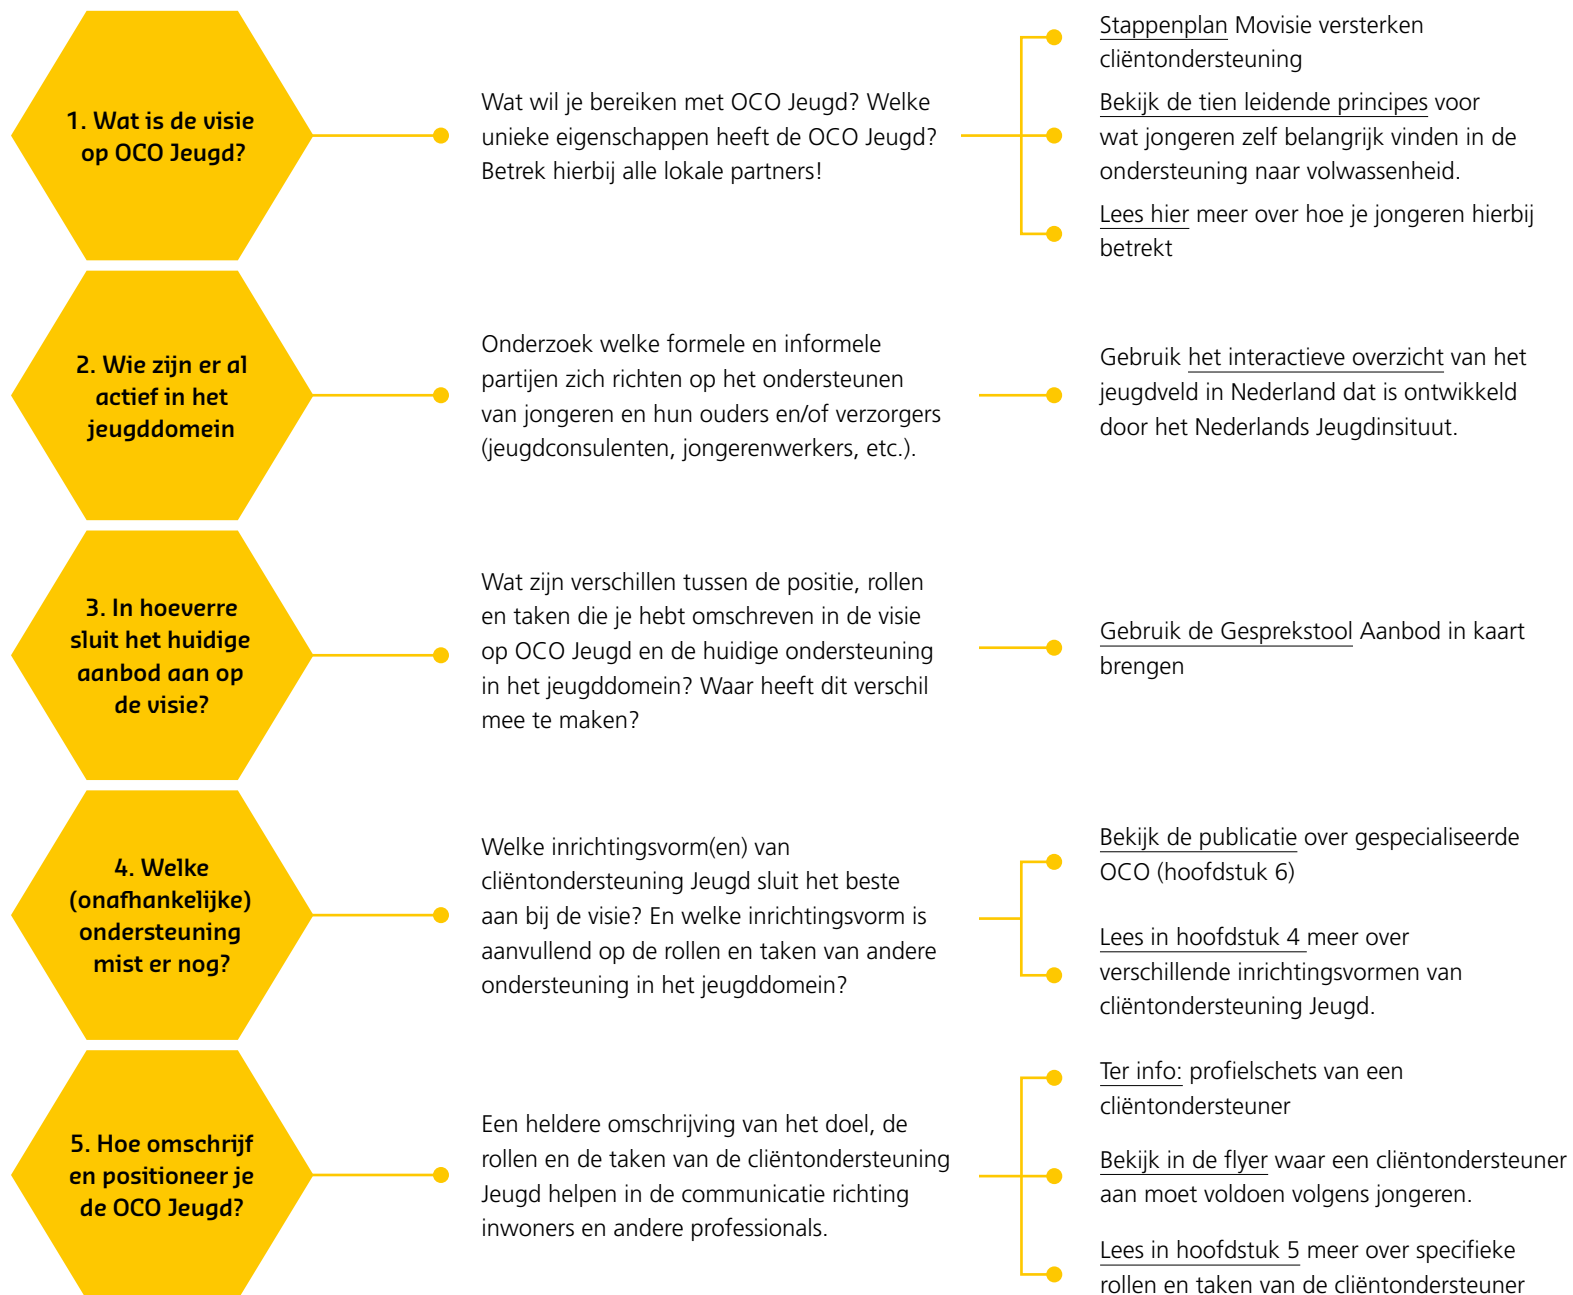 1. Wat is de visie
op OCO Jeugd?
Wat wil je bereiken met OCO Jeugd? Welke
unieke eigenschappen heeft de OCO Jeugd?
Betrek hierbij alle lokale partners!
Stappenplan Movisie versterken
cliëntondersteuning
Bekijk de tien leidende principes voor
wat jongeren zelf belangrijk vinden in de
ondersteuning naar volwassenheid.
Lees hier meer over hoe je jongeren hierbij
betrekt
2. Wie zijn er al
actief in het
jeugddomein
Onderzoek welke formele en informele
partijen zich richten op het ondersteunen
van jongeren en hun ouders en/of verzorgers
(jeugdconsulenten, jongerenwerkers, etc.).
Gebruik het interactieve overzicht van het
jeugdveld in Nederland dat is ontwikkeld
door het Nederlands Jeugdinsituut.
3. In hoeverre
sluit het huidige
aanbod aan op
de visie?
Wat zijn verschillen tussen de positie, rollen
en taken die je hebt omschreven in de visie
op OCO Jeugd en de huidige ondersteuning
in het jeugddomein? Waar heeft dit verschil
mee te maken?
Gebruik de Gesprekstool Aanbod in kaart
brengen
4. Welke
(onafhankelijke)
ondersteuning
mist er nog?
Welke inrichtingsvorm(en) van
cliëntondersteuning Jeugd sluit het beste
aan bij de visie? En welke inrichtingsvorm is
aanvullend op de rollen en taken van andere
ondersteuning in het jeugddomein?
Bekijk de publicatie over gespecialiseerde
OCO (hoofdstuk 6)
Lees in hoofdstuk 4 meer over
verschillende inrichtingsvormen van
cliëntondersteuning Jeugd.
5. Hoe omschrijf
en positioneer je
de OCO Jeugd?
Een heldere omschrijving van het doel, de
rollen en de taken van de cliëntondersteuning
Jeugd helpen in de communicatie richting
inwoners en andere professionals.
Ter info: profielschets van een
cliëntondersteuner
Bekijk in de flyer waar een cliëntondersteuner
aan moet voldoen volgens jongeren.
Lees in hoofdstuk 5 meer over specifieke
rollen en taken van de cliëntondersteuner